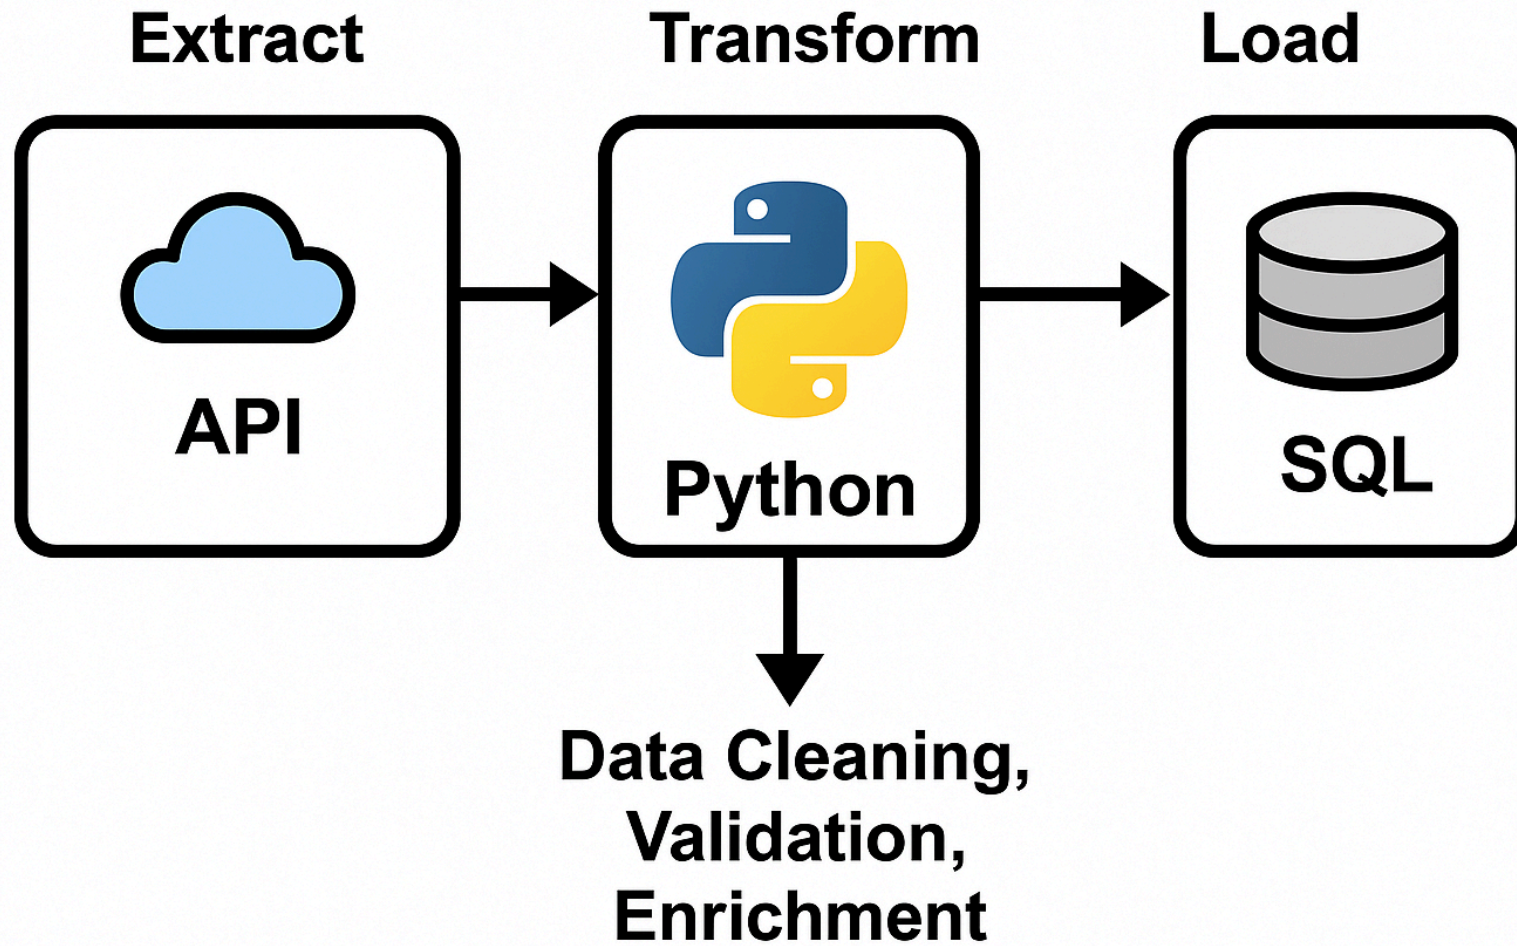 Extract
Transform
Load
API
Python
SQL
Data Cleaning,
Validation,
Enrichment